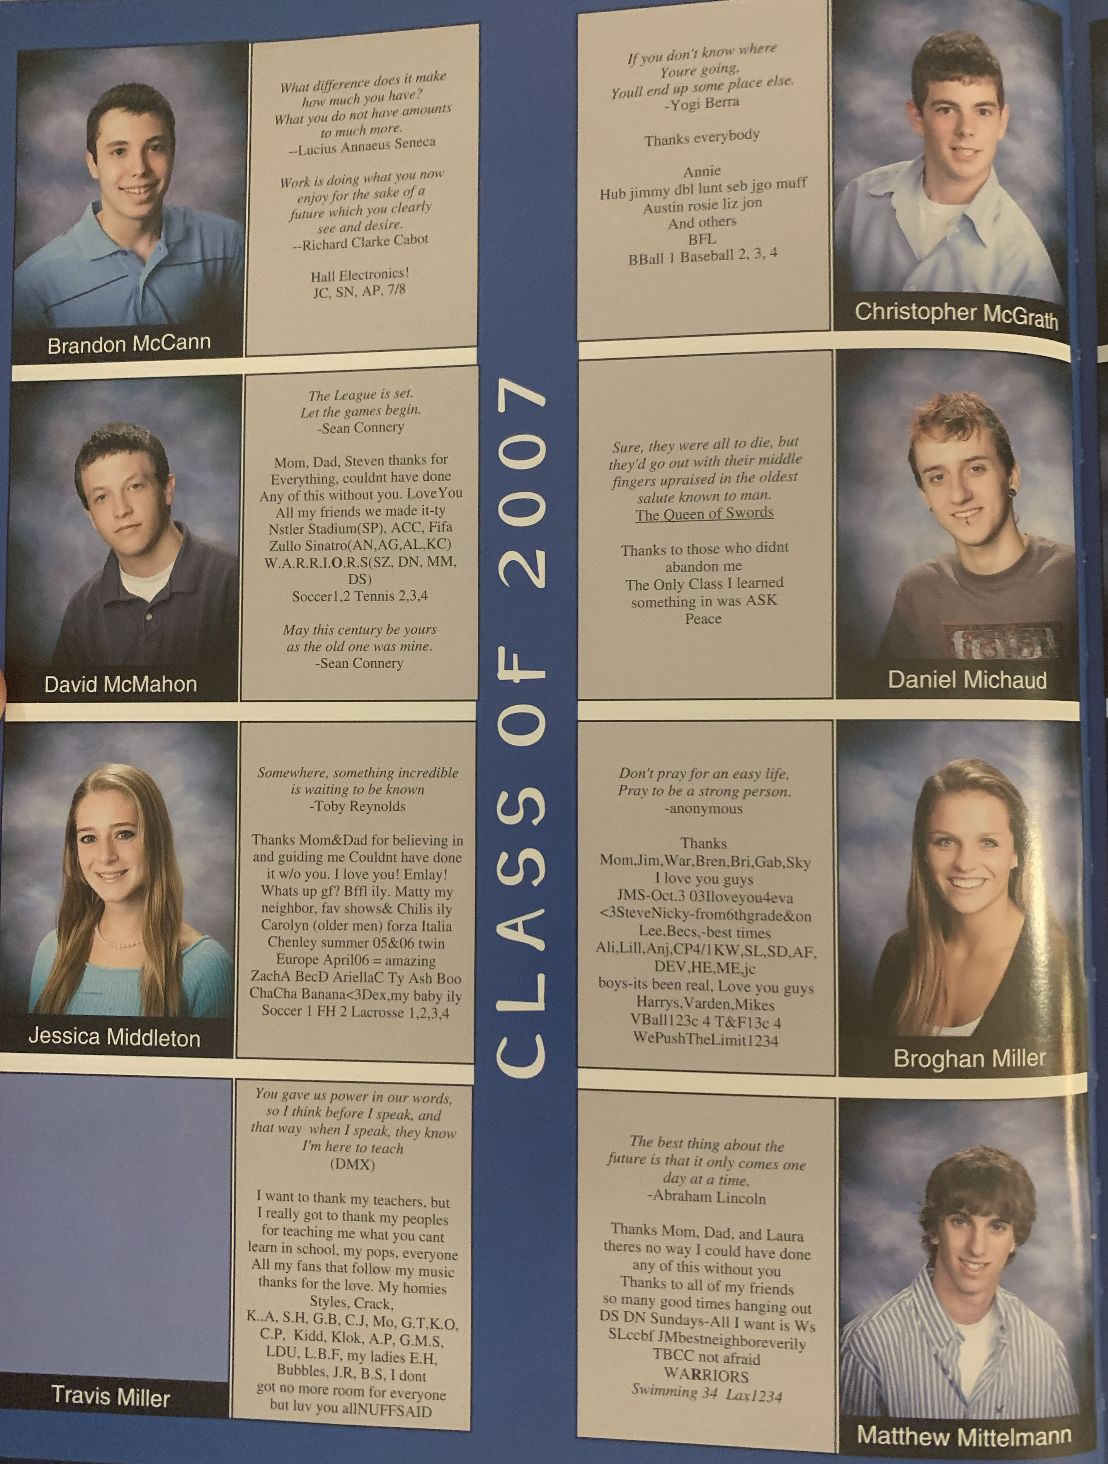 What difference does it make
how much you have?
What you do not have amounts
to much more.
--Lucius Annaeus Seneca
Work is doing what you now
enjoy for the sake of a
future which you clearly
see and desire.
--Richard Clarke Cabot
Hall Electronics!
JC, SN, AP, 7/8
Brandon McCann
The League is set.
Let the games begin.
-Sean Connery
Mom, Dad, Steven thanks for
Everything, couldnt have done
Any of this without you. LoveYou
All my friends we made it-ty
Nstler Stadium(SP), ACC, Fifa
Zullo Sinatro(AN,AG,AL,KC)
W.A.R.R.I.O.R.S(SZ, DN, MM,
DS)
Soccer1,2 Tennis 2,3,4
May this century be yours
as the old one was mine.
-Sean Connery
David McMahon
Somewhere, something incredible
is waiting to be known
-Toby Reynolds
Thanks Mom&Dad for believing in
and guiding me Couldnt have done
it w/o you. I love you! Emlay!
Whats up gf? Bffl ily. Matty my
neighbor, fav shows& Chilis ily
Carolyn (older men) forza Italia
Chenley summer 05&06 twin
Europe April06 = amazing
ZachA BecD AriellaC Ty Ash Boo
ChaCha Banana<3Dex,my baby ily
Soccer 1 FH 2 Lacrosse 1,2,3,4
Jessica Middleton
You gave us power in our words,
so I think before I speak, and
that way when I speak, they know
I'm here to teach
(DMX)
I want to thank my teachers, but
I really got to thank my peoples
for teaching me what you cant
learn in school, my pops, everyone
All my fans that follow my music
thanks for the love. My homies
Styles, Crack,
K..A, S.H, G.B, C.J, Mo, G.T,K.O,
C.P, Kidd, Klok, A.P, G.M.S,
LDU, L.B.F, my ladies E.H,
Bubbles, J.R, B.S, I dont
got no more room for everyone
but luv you allNUFFSAID
Travis Miller
CLASS OF 2007
If you don't know where
Youre going,
Youll end up some place else.
-Yogi Berra
Thanks everybody
Annie
Hub jimmy dbl lunt seb jgo muff
Austin rosie liz jon
And others
BFL
BBall 1 Baseball 2, 3, 4
Christopher McGrath
Sure, they were all to die, but
they'd go out with their middle
fingers upraised in the oldest
salute known to man.
The Queen of Swords
Thanks to those who didnt
abandon me
The Only Class I learned
something in was ASK
Peace
Daniel Michaud
Don't pray for an easy life,
Pray to be a strong person.
-anonymous
Thanks
Mom,Jim,War,Bren,Bri,Gab,Sky
I love you guys
JMS-Oct.3 03Iloveyou4eva
<3SteveNicky-from6thgrade&on
Lee,Becs,-best times
Ali,Lill,Anj,CP4/1KW,SL,SD,AF,
DEV,HE,ME,jc
boys-its been real, Love you guys
Harrys,Varden,Mikes
VBall123c 4 T&F13c 4
WePushTheLimit1234
Broghan Miller
The best thing about the
future is that it only comes one
day at a time.
-Abraham Lincoln
Thanks Mom, Dad, and Laura
theres no way I could have done
any of this without you
Thanks to all of my friends
so many good times hanging out
DS DN Sundays-All I want is Ws
SLccbf JMbestneighboreverily
TBCC not afraid
WARRIORS
Swimming 34 Lax1234
Matthew Mittelmann